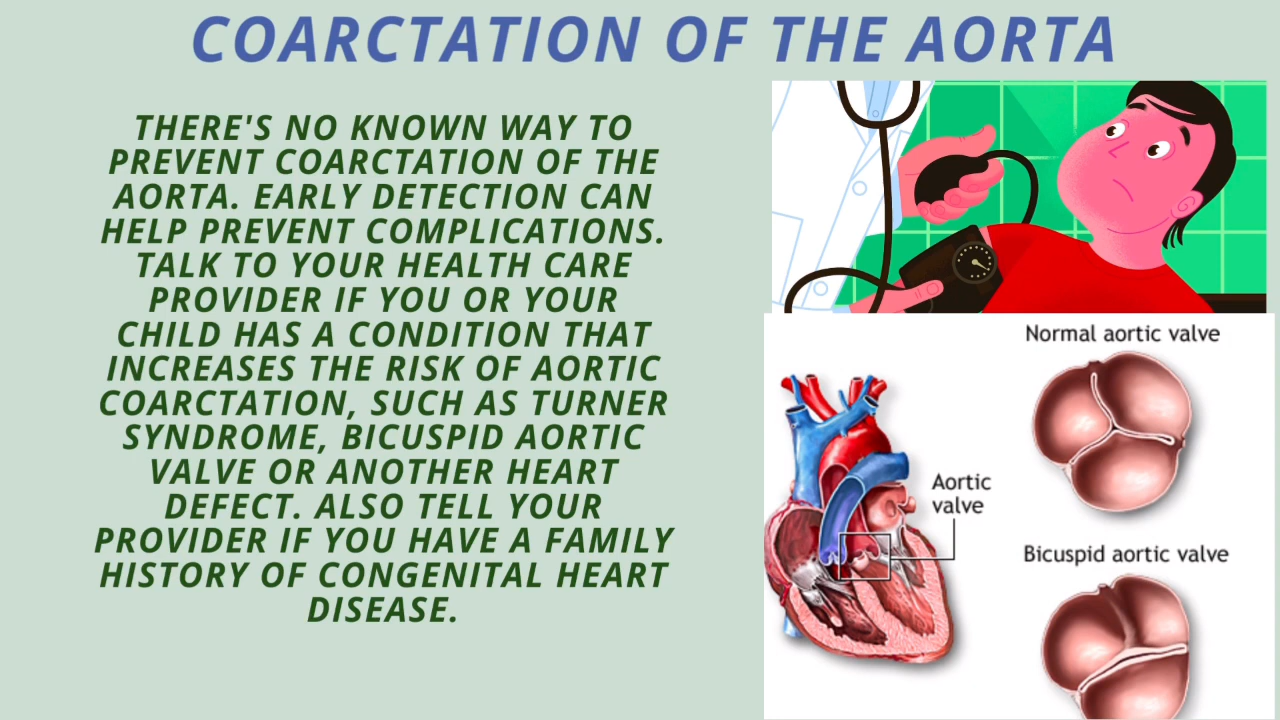 COARCTATION OF THE AORTA
THERE'S NO KNOWN WAY TO
PREVENT COARCTATION OF THE
AORTA. EARLY DETECTION CAN
HELP PREVENT COMPLICATIONS.
TALK TO YOUR HEALTH CARE
PROVIDER IF YOU OR YOUR
CHILD HAS A CONDITION THAT
INCREASES THE RISK OF AORTIC
COARCTATION, SUCH AS TURNER
SYNDROME, BICUSPID AORTIC
VALVE OR ANOTHER HEART
DEFECT. ALSO TELL YOUR
PROVIDER IF YOU HAVE A FAMILY
HISTORY OF CONGENITAL HEART
DISEASE.
Normal aortic valve
Aortic
valve
Bicuspid aortic valve